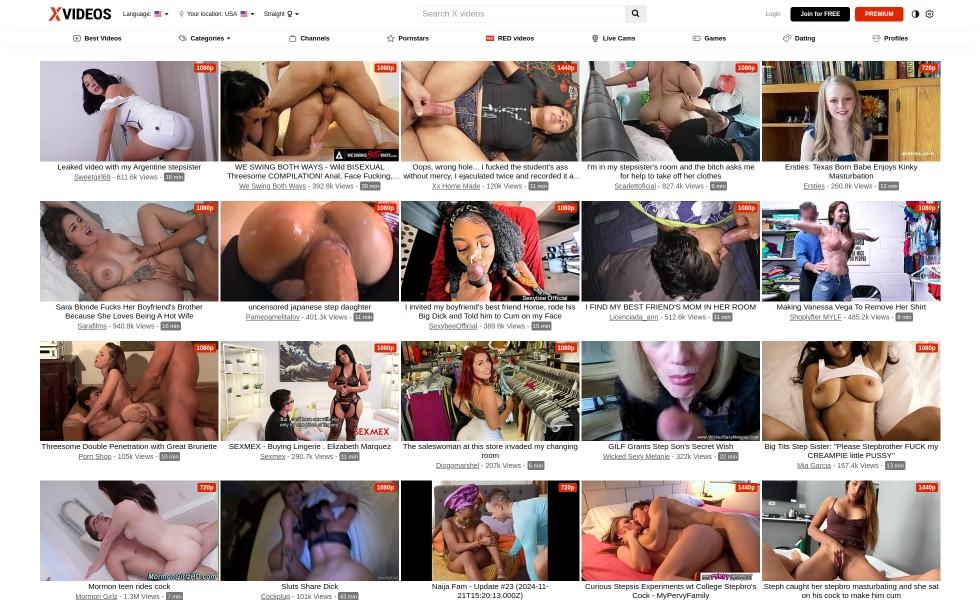 XVIDEOS
Language:
Your location: USA
Straight
Search X videos
Login
Join for FREE
PREMIUM
Best Videos
Categories
Channels
Pornstars
RED videos
Live Cams
Games
Dating
Profiles
1080p
1080p
1440p
1080p
720p
WE SWING BOTH WAYS
ersties.com
Leaked video with my Argentine stepsister
Sweetgirl69 - 611.6k Views - 15 min
WE SWING BOTH WAYS - Wild BISEXUAL
Threesome COMPILATION! Anal, Face Fucking,...
We Swing Both Ways - 392.8k Views - 30 min
Oops, wrong hole... I fucked the student's ass
without mercy, I ejaculated twice and recorded it a...
Xx Home Made - 120k Views - 11 min
I'm in my stepsister's room and the bitch asks me
for help to take off her clothes
Scarlettoficial - 827.4k Views - 8 min
Ersties: Texas Born Babe Enjoys Kinky
Masturbation
Ersties - 260.8k Views - 12 min
1080p
1080p
1080p
1080p
1080p
Sexybee Official
Sara Blonde Fucks Her Boyfriend's Brother
Because She Loves Being A Hot Wife
Sarafilms - 940.8k Views - 16 min
uncensored japanese step daughter
Pamepamelitalov - 401.3k Views - 11 min
I invited my boyfriend's best friend Home, rode his
Big Dick and Told him to Cum on my Face
SexybeeOfficial - 389.6k Views - 15 min
I FIND MY BEST FRIEND'S MOM IN HER ROOM
Licenciada_ann - 512.6k Views - 11 min
Making Vanessa Vega To Remove Her Shirt
Shoplyfter MYLF - 485.2k Views - 8 min
1080p
1080p
1080p
1080p
SEXMEX
www.WickedSexyMelanie.com
Threesome Double Penetration with Great Brunette
Porn Shop - 105k Views - 10 min
SEXMEX - Buying Lingerie . Elizabeth Marquez
Sexmex - 290.7k Views - 11 min
The saleswoman at this store invaded my changing
room
Diogomarshel - 207k Views - 6 min
GILF Grants Step Son's Secret Wish
Wicked Sexy Melanie - 322k Views - 22 min
Big Tits Step Sister: "Please Stepbrother FUCK my
CREAMPIE little PUSSY"
Mia Garcia - 167.4k Views - 13 min
720p
1080p
720p
1440p
1440p
MormonGirlzHD.com
Mormon teen rides cock
Mormon Girlz - 1.3M Views - 7 min
Sluts Share Dick
Cockplug - 101k Views - 43 min
Naija Fam - Update #23 (2024-11-
21T15:20:13.000Z)
Curious Stepsis Experiments wt College Stepbro's
Cock - MyPervyFamily
Steph caught her stepbro masturbating and she sat
on his cock to make him cum